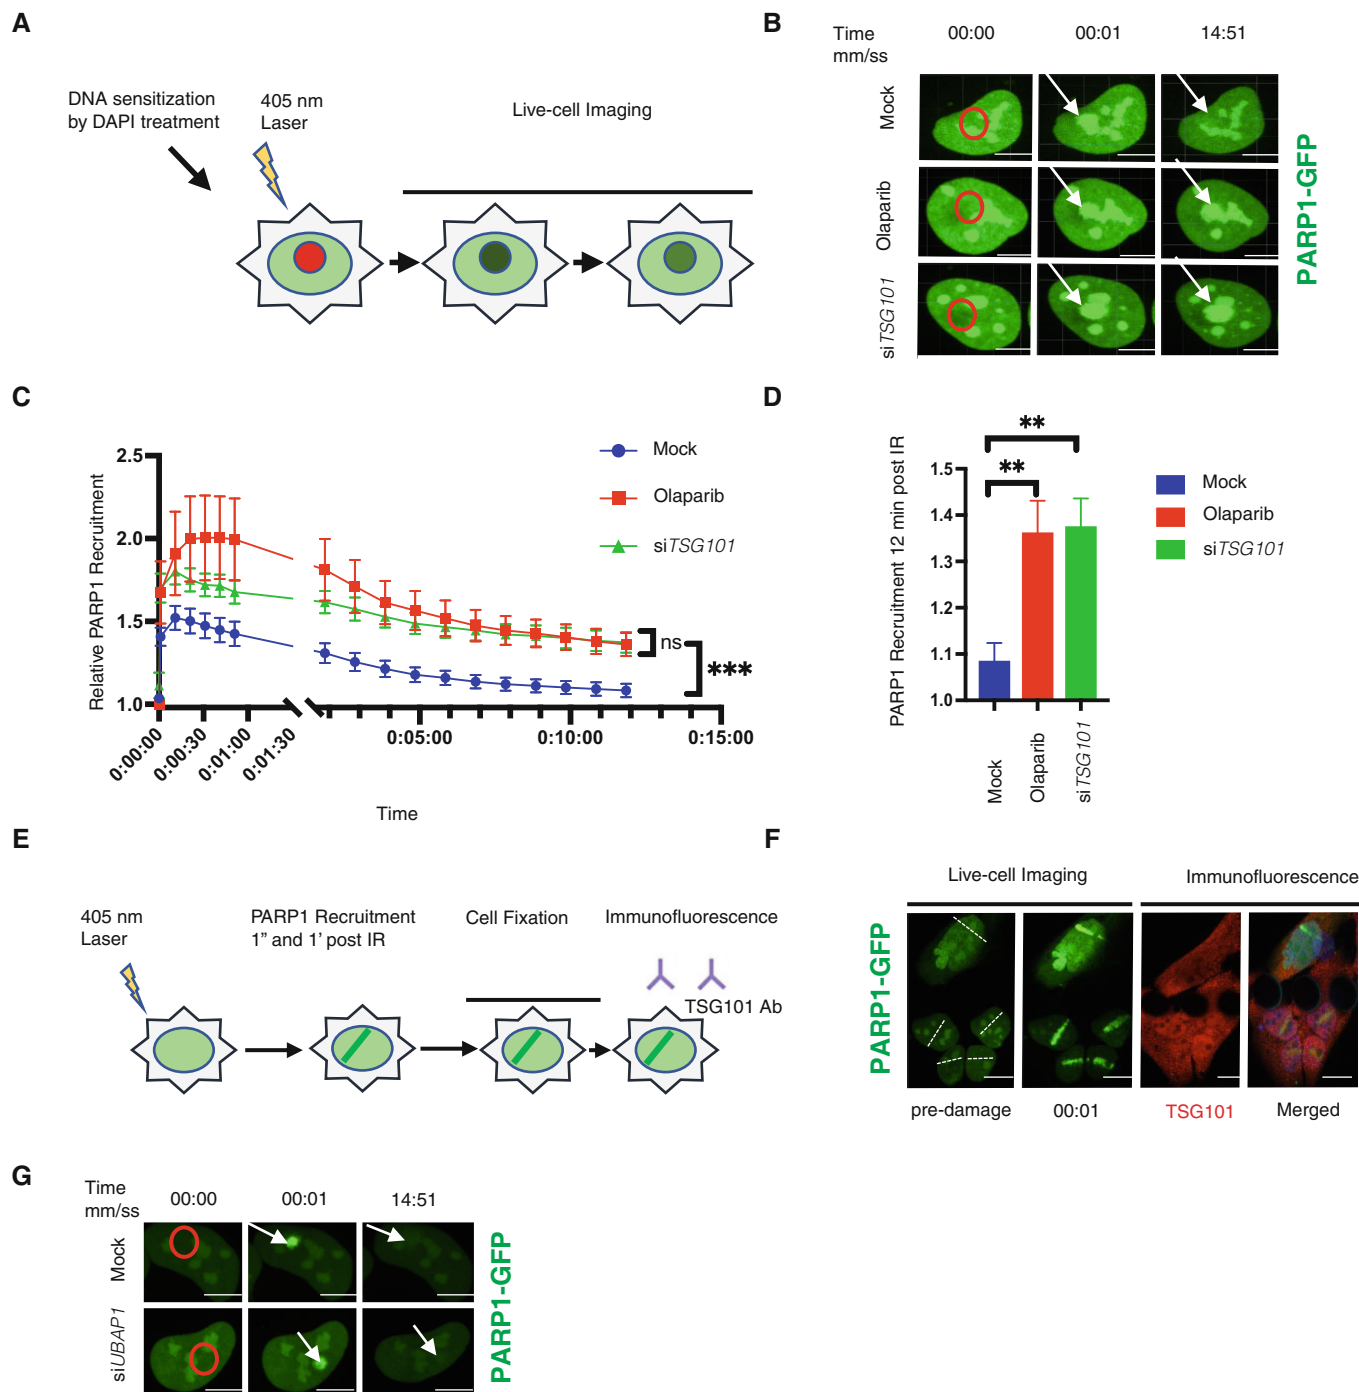 A
DNA sensitization
by DAPI treatment
405 nm
Laser
Live-cell Imaging
B
Time
mm/ss
00:00
00:01
14:51
Mock
Olaparib
siTSG101
PARP1-GFP
C
Relative PARP1 Recruitment
2.5
2.0
1.5
1.0
Mock
Olaparib
siTSG101
ns
***
0:00:00
0:00:30
0:01:00
0:01:30
0:05:00
0:10:00
0:15:00
Time
D
PARP1 Recruitment 12 min post IR
1.5
1.4
1.3
1.2
1.1
1.0
**
**
Mock
Olaparib
siTSG101
Mock
Olaparib
siTSG101
E
405 nm
Laser
PARP1 Recruitment
1" and 1' post IR
Cell Fixation
Immunofluorescence
TSG101 Ab
F
Live-cell Imaging
Immunofluorescence
PARP1-GFP
pre-damage
00:01
TSG101
Merged
G
Time
mm/ss
00:00
00:01
14:51
Mock
siUBAP1
PARP1-GFP